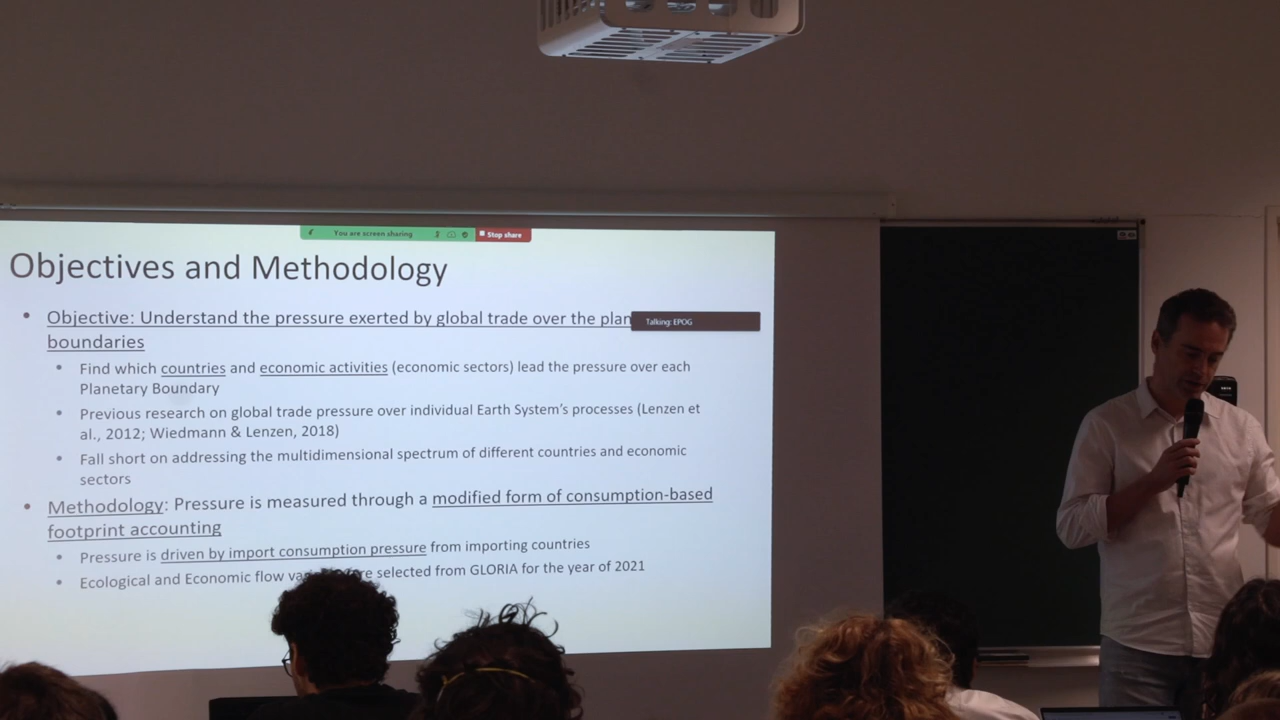 You are screen sharing
Stop share
Objectives and Methodology
Objective: Understand the pressure exerted by global trade over the plan
Talking: EPOG
boundaries
Find which countries and economic activities (economic sectors) lead the pressure over each
Planetary Boundary
Previous research on global trade pressure over individual Earth System's processes (Lenzen et
al., 2012; Wiedmann & Lenzen, 2018)
Fall short on addressing the multidimensional spectrum of different countries and economic
sectors
Methodology: Pressure is measured through a modified form of consumption-based
footprint accounting
Pressure is driven by import consumption pressure from importing countries
Ecological and Economic flow selected from GLORIA for the year of 2021